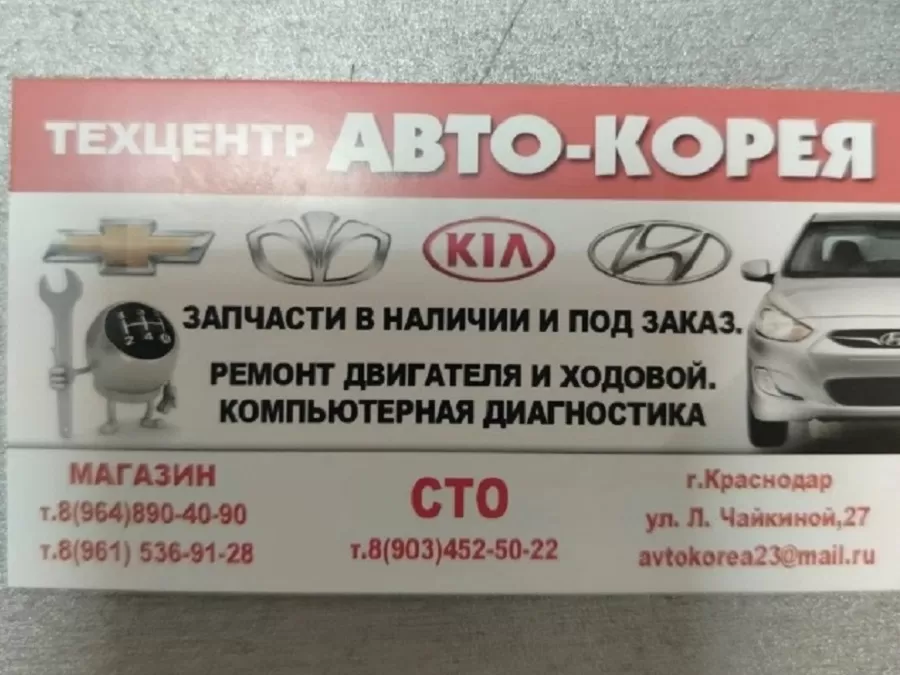 ТЕХЦЕНТР АВТО-КОРЕЯ
KIA
ЗАПЧАСТИ В НАЛИЧИИ И ПОД ЗАКАЗ.
РЕМОНТ ДВИГАТЕЛЯ И ХОДОВОЙ.
КОМПЬЮТЕРНАЯ ДИАГНОСТИКА
МАГАЗИН
т.8(964)890-40-90
т.8(961) 536-91-28
СТО
т.8(903)452-50-22
г.Краснодар
ул. Л. Чайкиной,27
avtokorea23@mail.ru